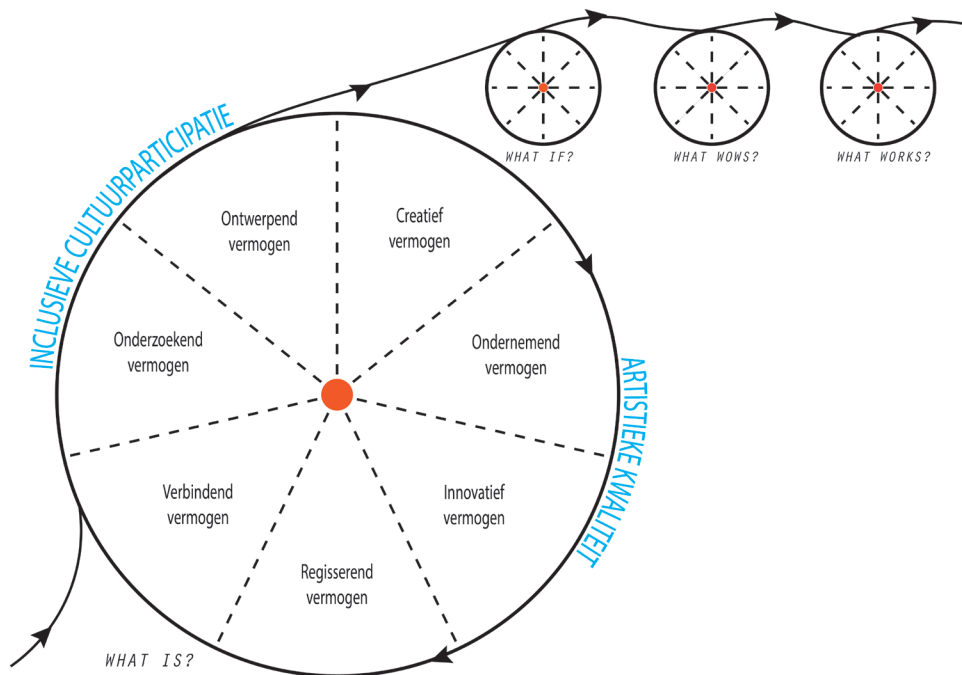 WHAT IF?
WHAT WOWS?
WHAT WORKS?
INCLUSIEVE CULTUURPARTICIPATIE
Ontwerpend
vermogen
Creatief
vermogen
Onderzoekend
vermogen
Ondernemend
vermogen
ARTISTIEKE KWALITEIT
Verbindend
vermogen
Innovatief
vermogen
Regisserend
vermogen
WHAT IS?